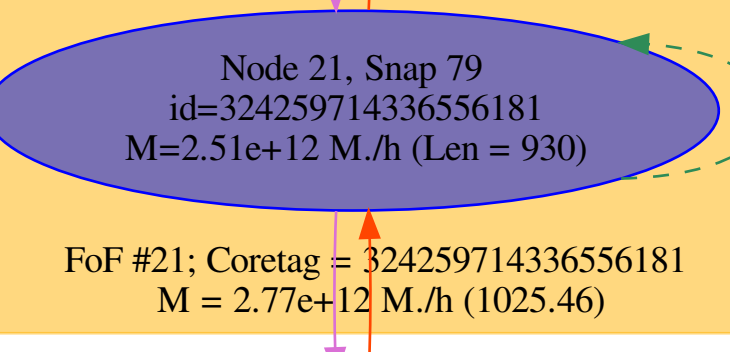 Node 21, Snap 79
id=324259714336556181
M=2.51e+12 M./h (Len = 930)
FoF #21; Coretag = 324259714336556181
M = 2.77e+12 M./h (1025.46)